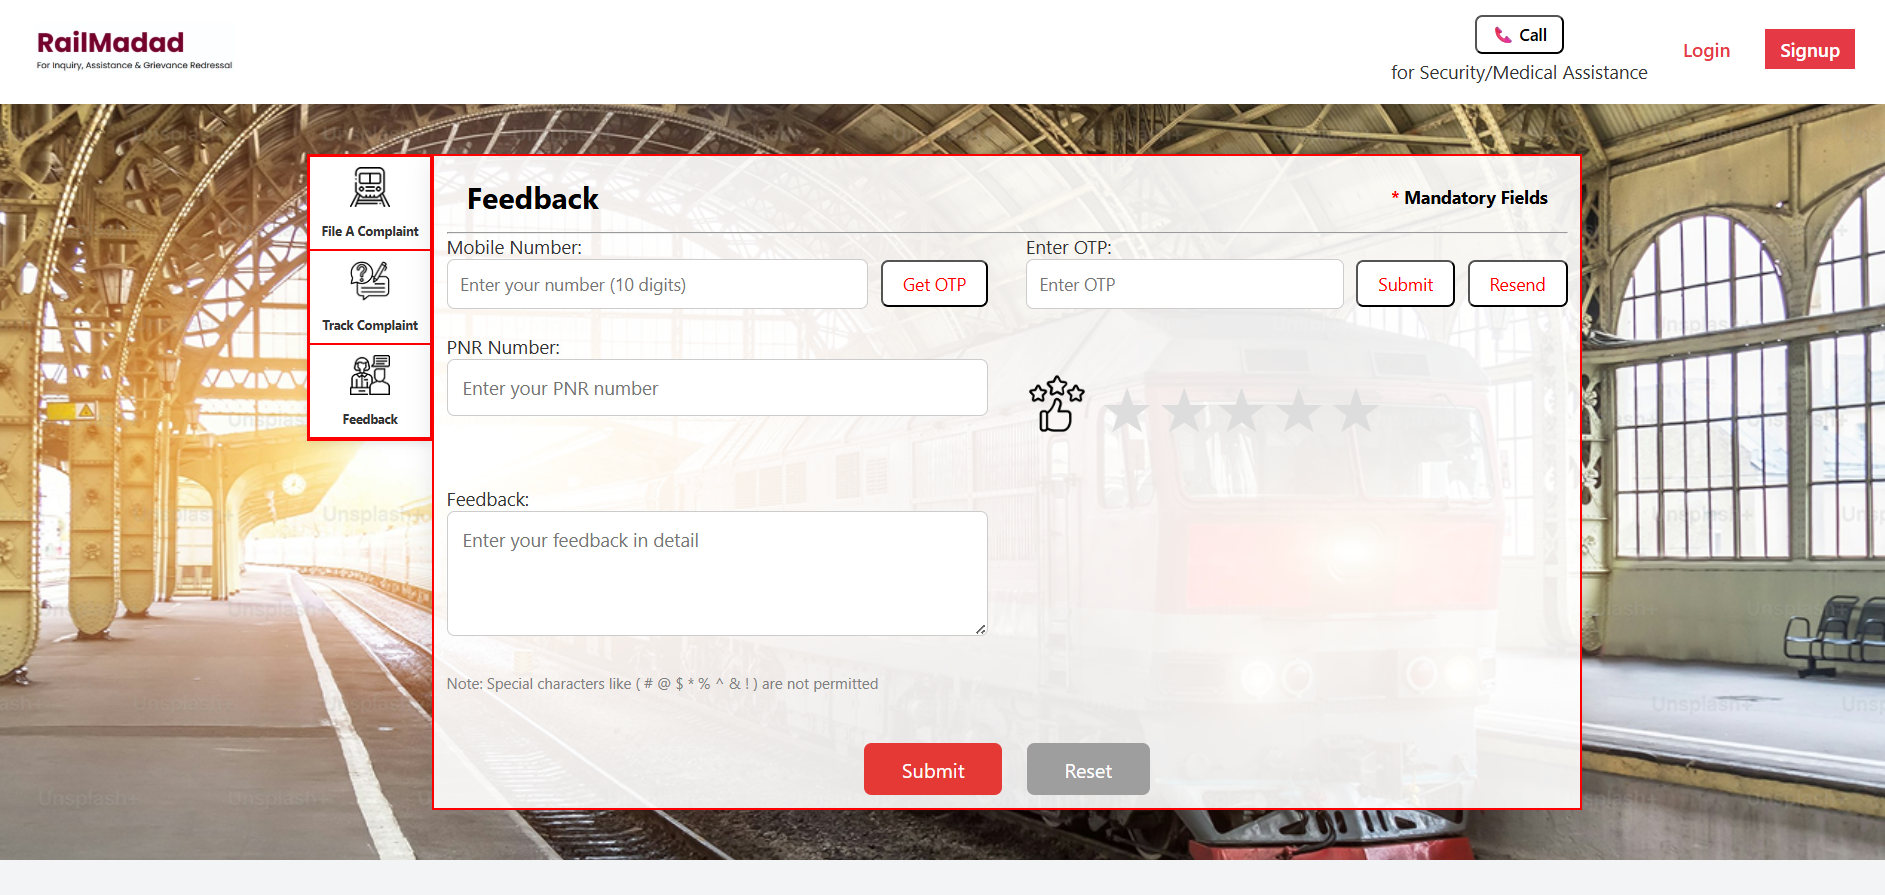 RailMadad
For Inquiry, Assistance & Grievance Redressal
Call
for Security/Medical Assistance
Login
Signup
File A Complaint
Track Complaint
Feedback
Feedback
* Mandatory Fields
Mobile Number:
Enter your number (10 digits)
Get OTP
Enter OTP:
Enter OTP
Submit
Resend
PNR Number:
Enter your PNR number
Feedback:
Enter your feedback in detail
Note: Special characters like ( # @ $ * % ^ & ! ) are not permitted
Submit
Reset
Unsplash+